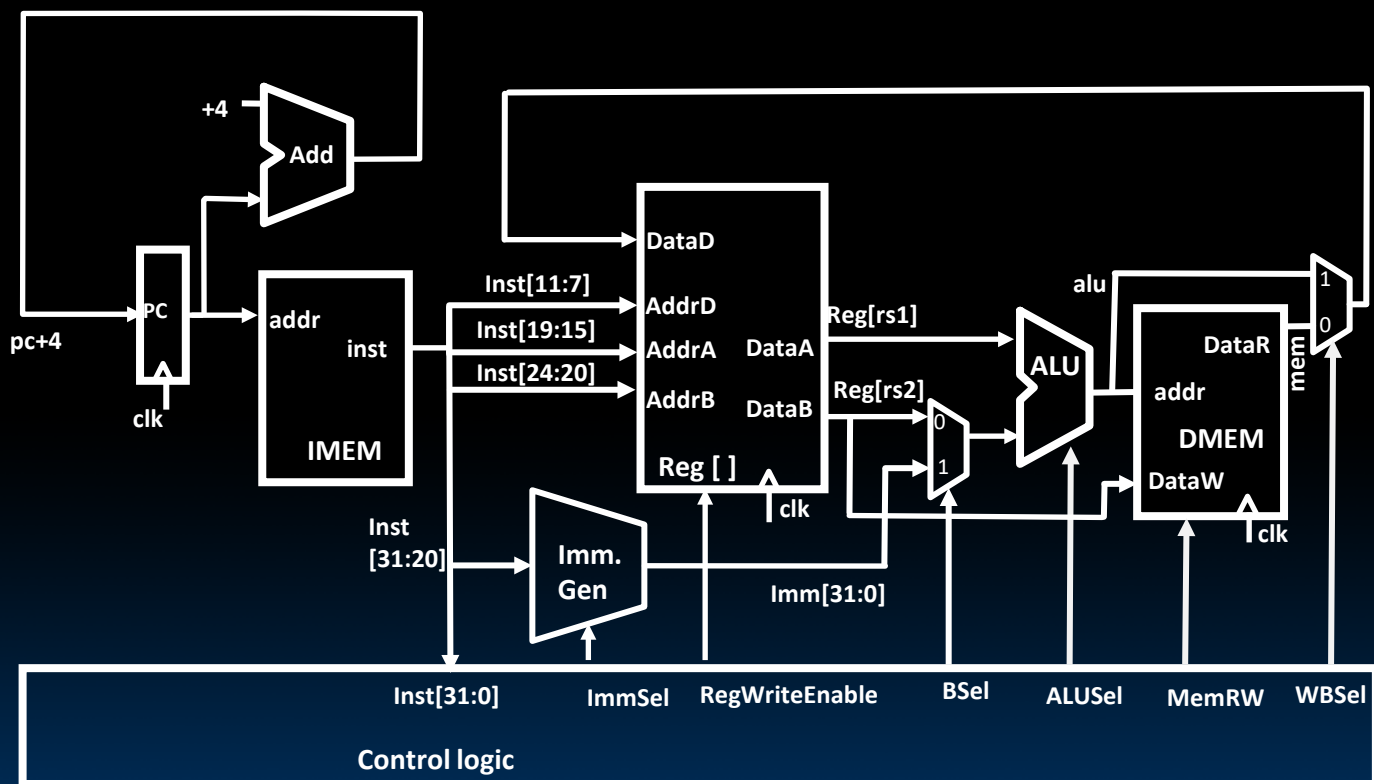 +4
Add
DataD
Inst[11:7]
alu
1
PC
addr
AddrD
Reg[rs1]
0
pc+4
inst
Inst[19:15]
AddrA
DataA
ALU
DataR
mem
Inst[24:20]
AddrB
Reg[rs2]
addr
clk
DataB
0
DMEM
IMEM
Reg [ ]
1
DataW
clk
clk
Inst
[31:20]
Imm.
Gen
Imm[31:0]
Inst[31:0]
ImmSel
RegWriteEnable
BSel
ALUSel
MemRW
WBSel
Control logic